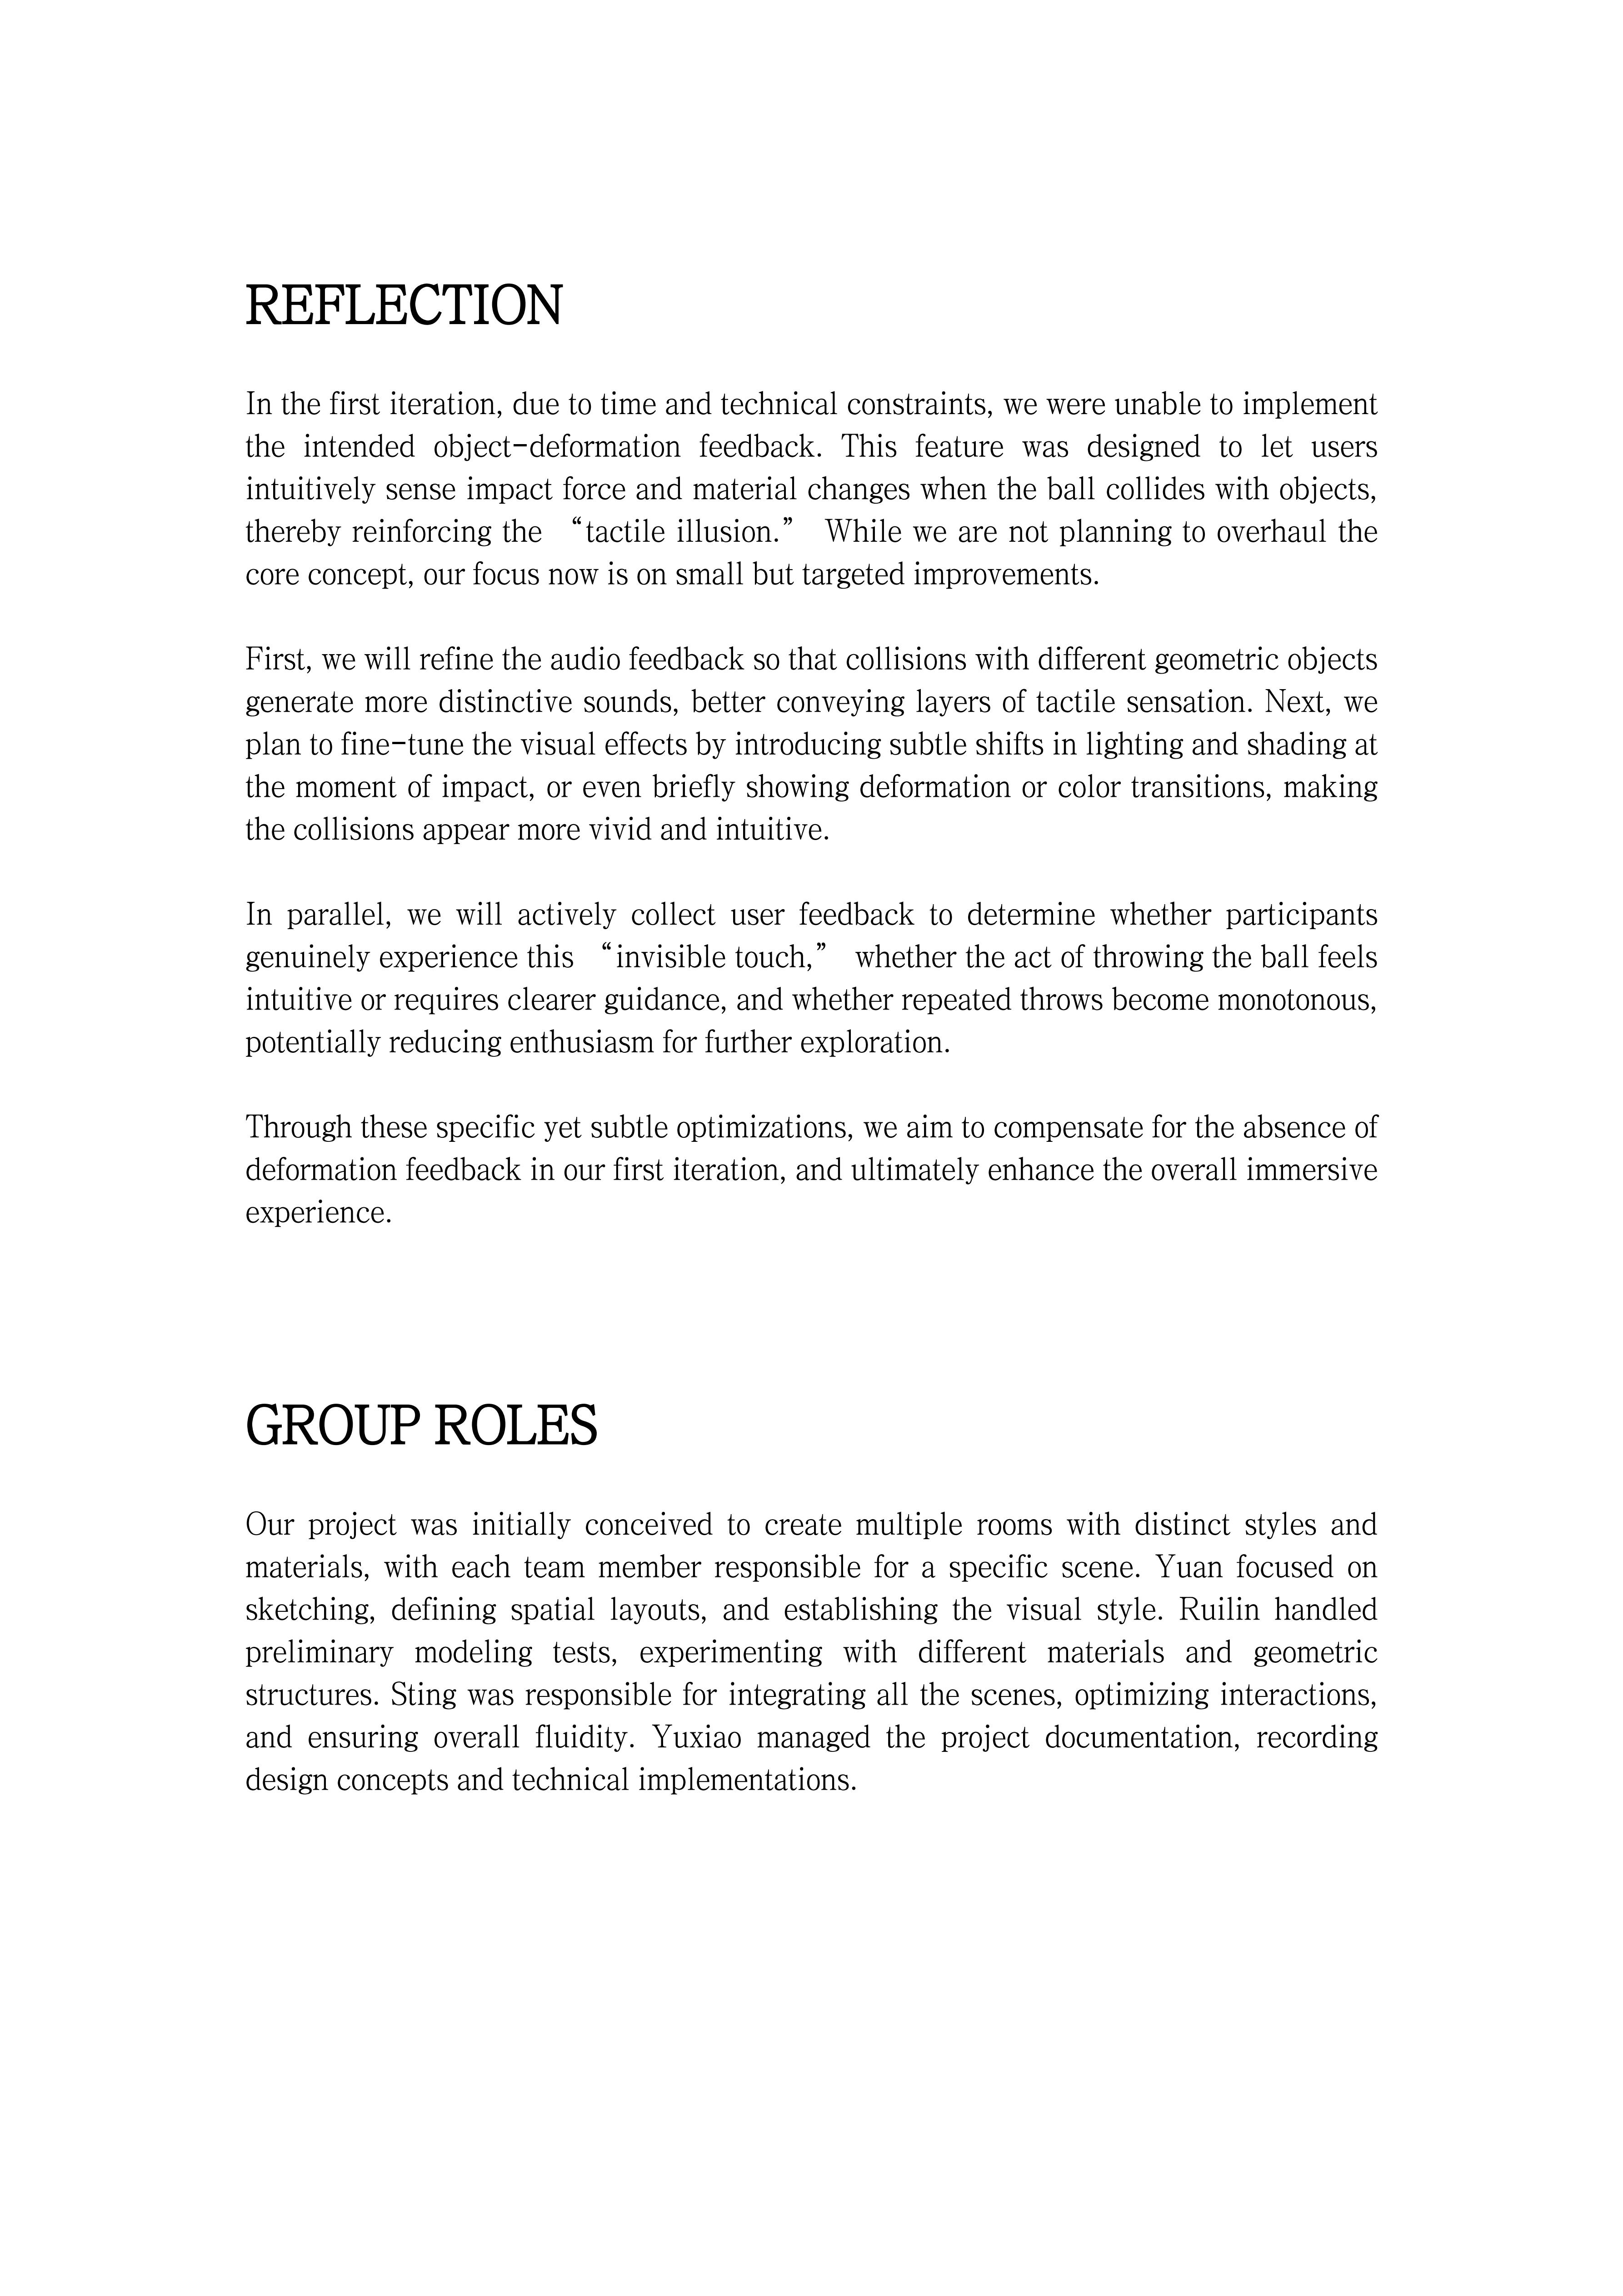 REFLECTION
In the first iteration, due to time and technical constraints, we were unable to implement
the intended object-deformation feedback. This feature was designed to let users
intuitively sense impact force and material changes when the ball collides with objects,
thereby reinforcing the “tactile illusion.” While we are not planning to overhaul the
core concept, our focus now is on small but targeted improvements.
First, we will refine the audio feedback so that collisions with different geometric objects
generate more distinctive sounds, better conveying layers of tactile sensation. Next, we
plan to fine-tune the visual effects by introducing subtle shifts in lighting and shading at
the moment of impact, or even briefly showing deformation or color transitions, making
the collisions appear more vivid and intuitive.
In parallel, we will actively collect user feedback to determine whether participants
genuinely experience this “invisible touch,” whether the act of throwing the ball feels
intuitive or requires clearer guidance, and whether repeated throws become monotonous,
potentially reducing enthusiasm for further exploration.
Through these specific yet subtle optimizations, we aim to compensate for the absence of
deformation feedback in our first iteration, and ultimately enhance the overall immersive
experience.
GROUP ROLES
Our project was initially conceived to create multiple rooms with distinct styles and
materials, with each team member responsible for a specific scene. Yuan focused on
sketching, defining spatial layouts, and establishing the visual style. Ruilin handled
preliminary modeling tests, experimenting with different materials and geometric
structures. Sting was responsible for integrating all the scenes, optimizing interactions,
and ensuring overall fluidity. Yuxiao managed the project documentation, recording
design concepts and technical implementations.